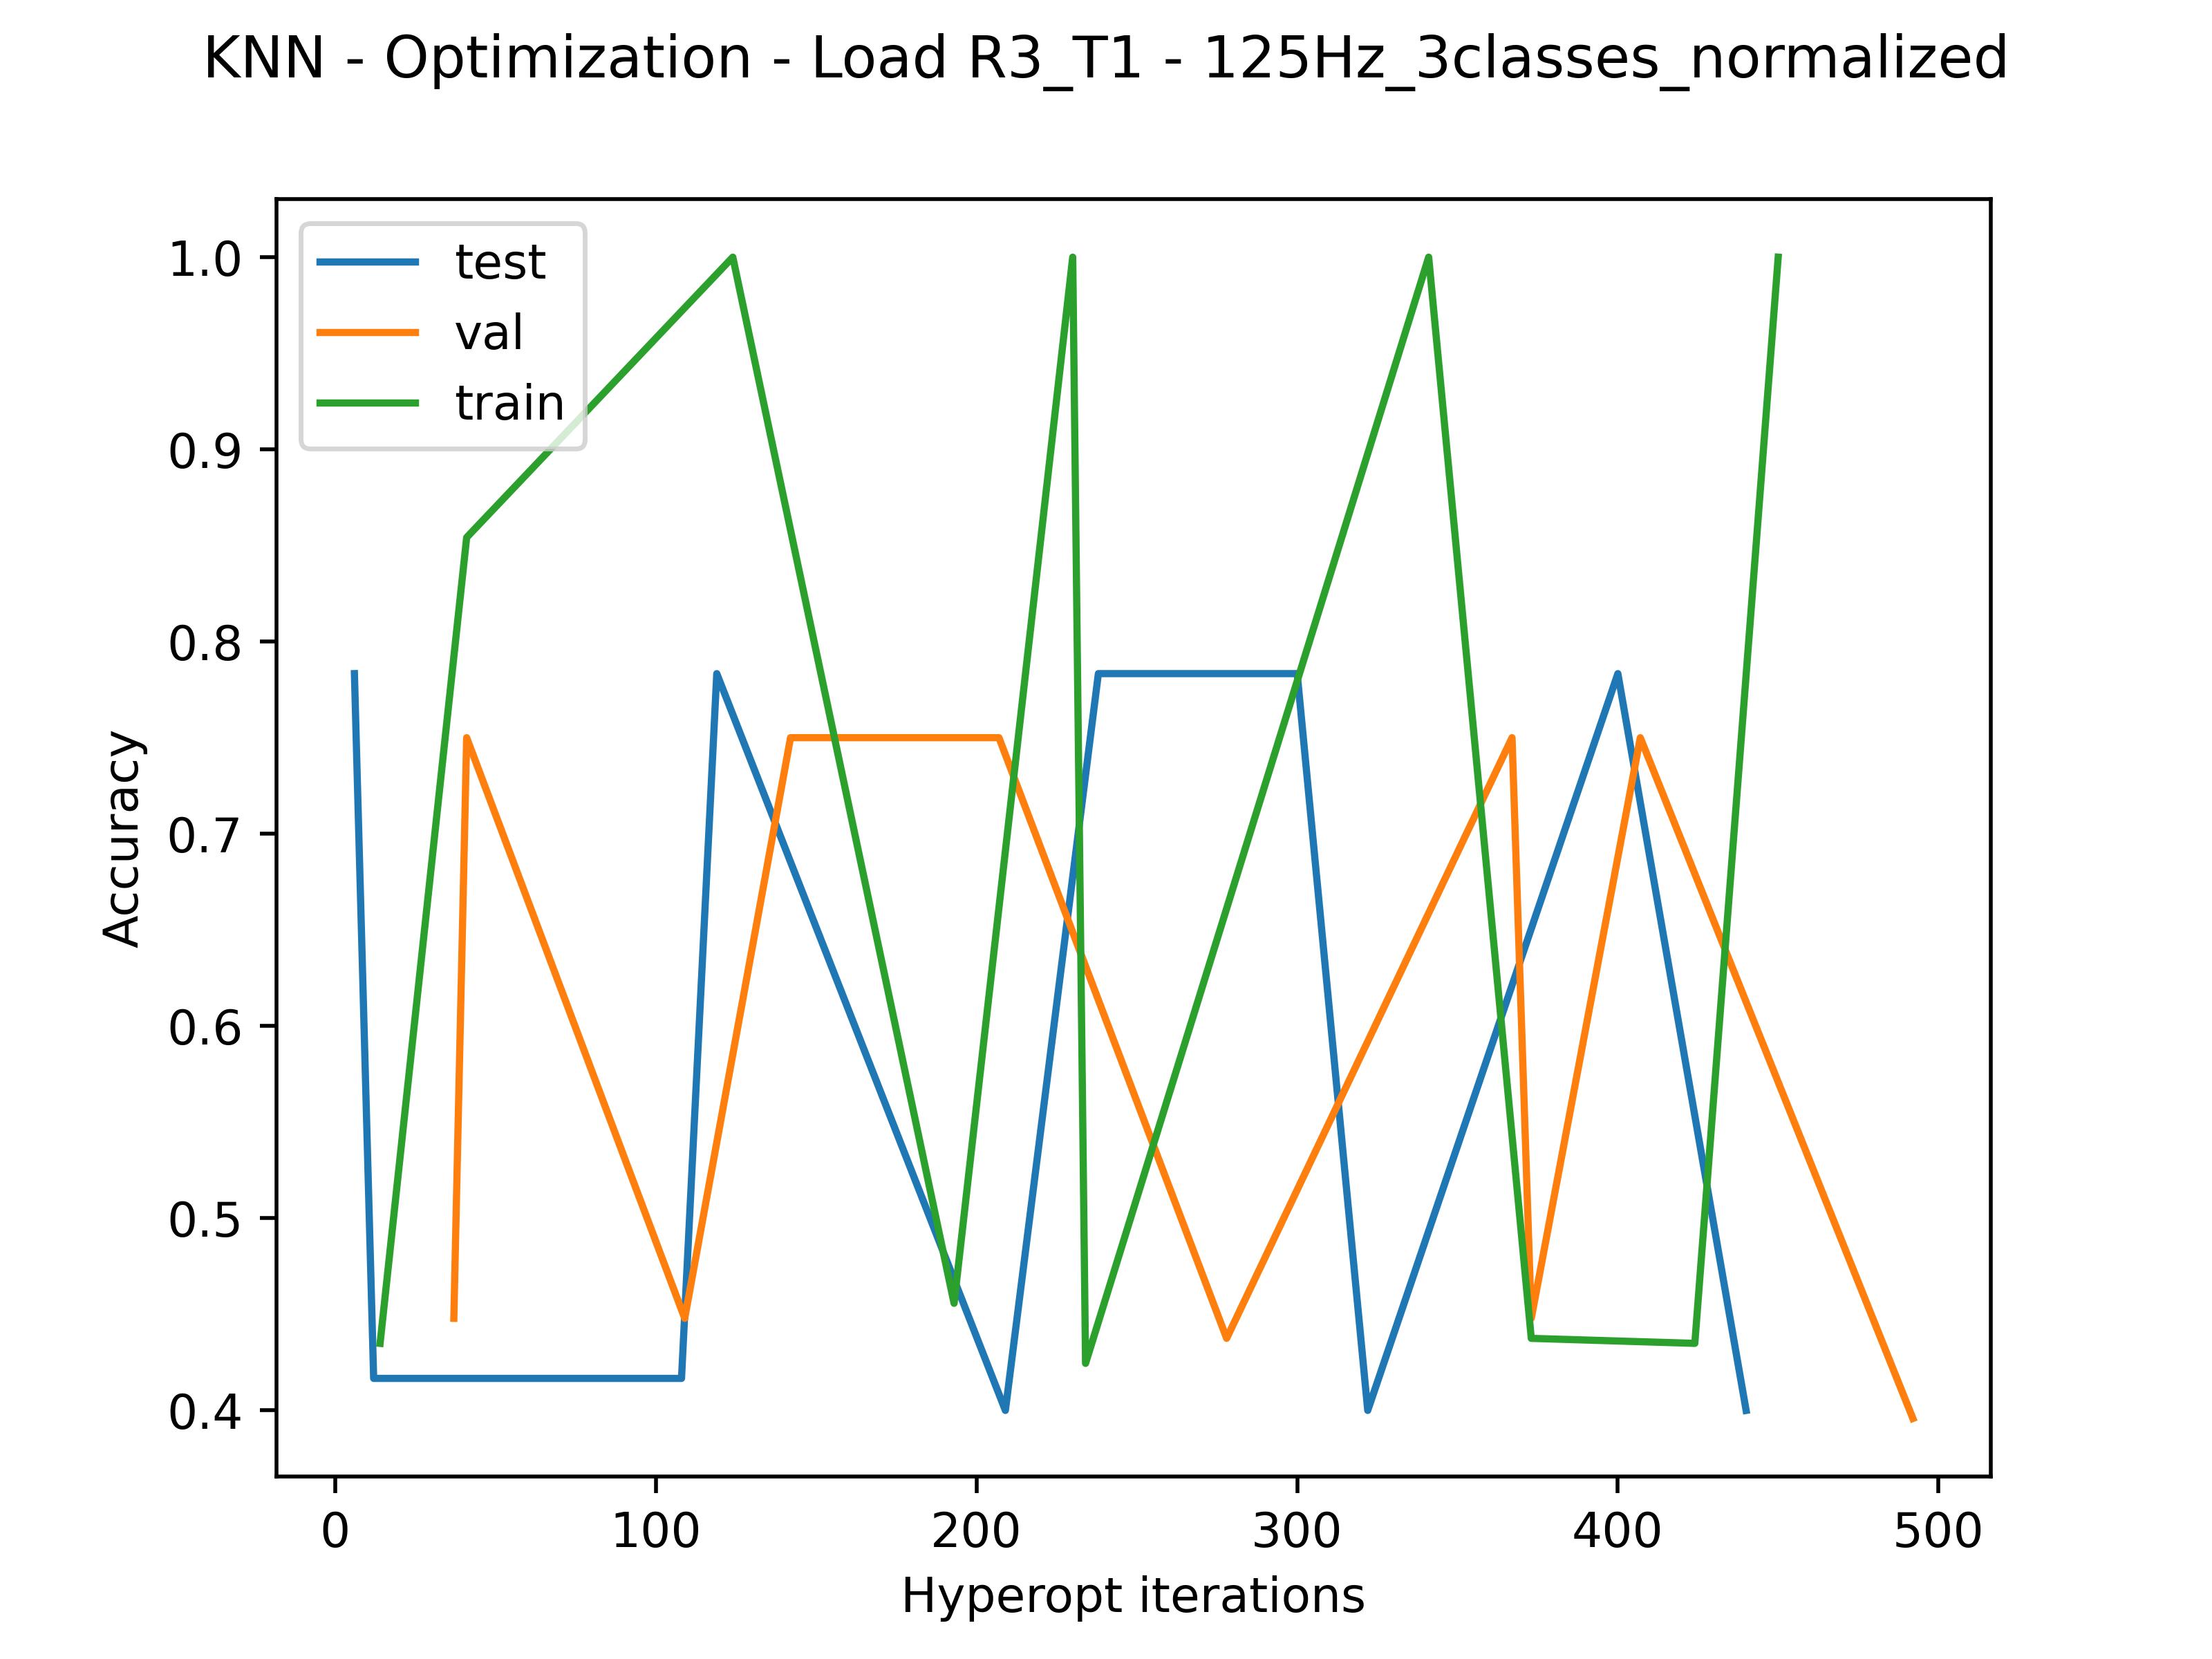 KNN - Optimization - Load R3_T1 - 125Hz_3classes_normalized
test
val
train
1.0
0.9
0.8
0.7
0.6
0.5
0.4
Accuracy
0 100 200 300 400 500
Hyperopt iterations